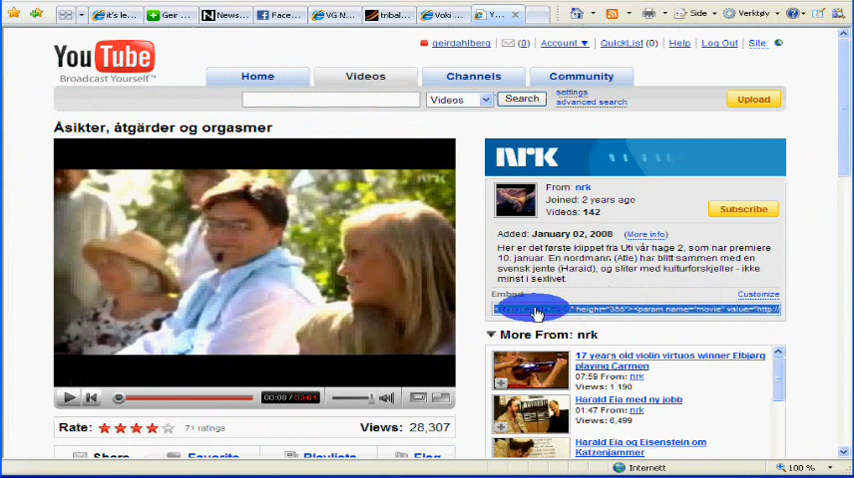 it's le...
Geir ...
News...
Face...
VG N...
tribal...
Voki ...
Y...
Side
Verktøy
You Tube
Broadcast Yourself™
geirdahlberg
(0)
Account
QuickList (0)
Help
Log Out
Site:
Home
Videos
Channels
Community
Videos
Search
settings
advanced search
Upload
Åsikter, åtgärder og orgasmer
nrk
nrk
From: nrk
Joined: 2 years ago
Videos: 142
Subscribe
Added: January 02, 2008 (More info)
Her er det første klippet fra Uti vår hage 2, som nar premiere
10. januar. En nordmann (Atle) har blitt sammen med en
svensk jente (Harald), og sliter med kulturforskjeller - ikke
minst i sexlivet.
Embed
Customize
height="355"><param name="movie" value="http://
More From: nrk
17 years old violin virtuos winner Elbjørg
playing Carmen
07:59 From: nrk
Views: 1,190
Harald Eia med ny jobb
01:47 From: nrk
Views: 6,499
Harald Eia og Eisenstein om
Katzenjammer
00:08 / 03:01
Rate:
71 ratings
Views: 28,307
Share
Favorite
Playlists
Flag
Internett
100 %